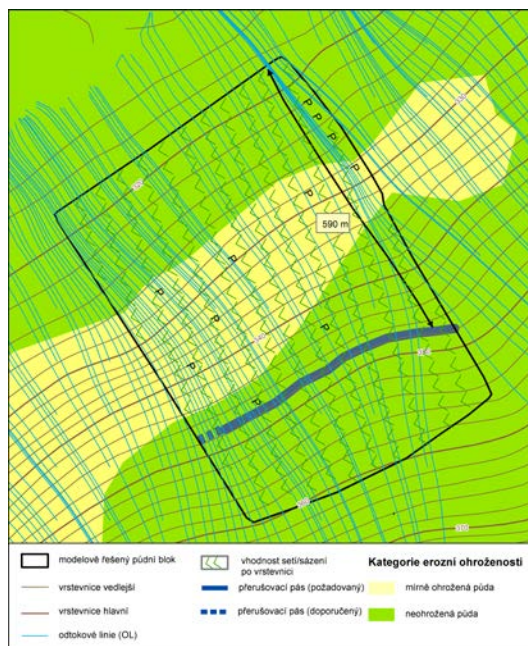 P
P
P
P
P
590 m
P
P
P
P
P
modelově řešený půdní blok
vhodnost setí/sázení
po vrstevnici
Kategorie erozní ohroženosti
vrstevnice vedlejší
přerušovací pás (požadovaný)
mírně ohrožená půda
vrstevnice hlavní
přerušovací pás (doporučený)
neohrožená půda
odtokové linie (OL)